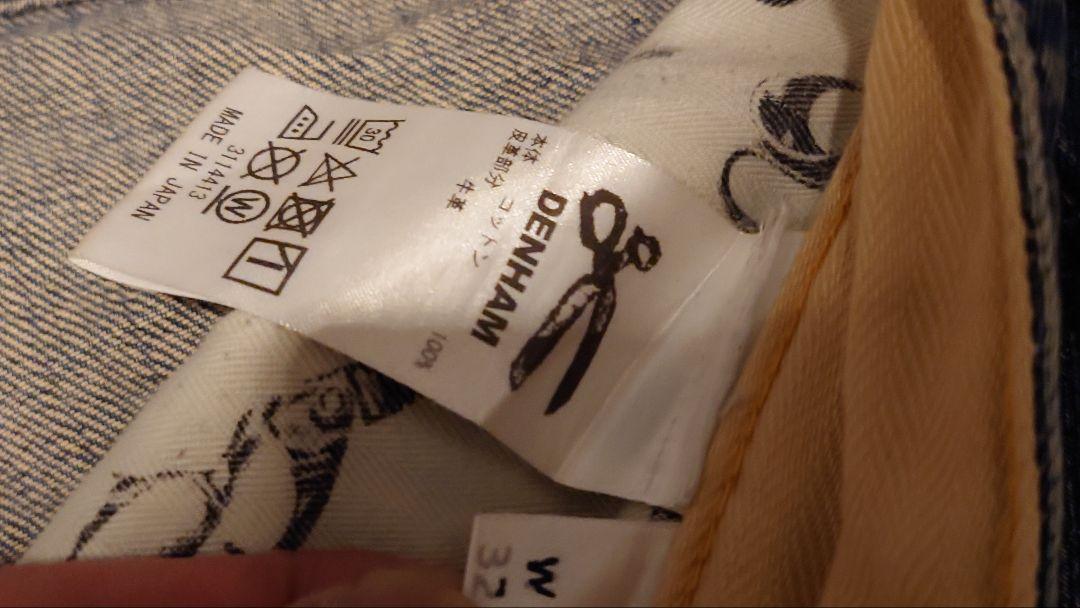 DENHAM
本体 コットン 100%
皮革部分 牛革
30
W
3114413
MADE IN JAPAN
W
32